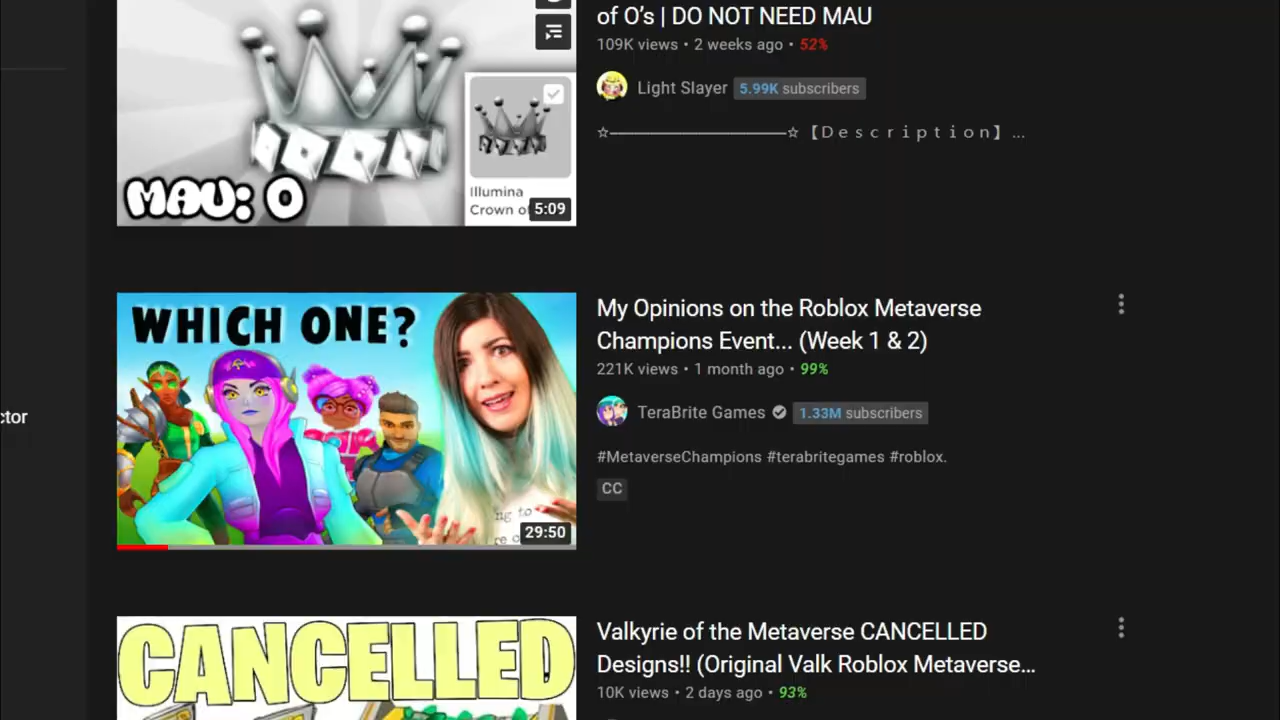 of O’s | DO NOT NEED MAU
109K views • 2 weeks ago • 52%
Light Slayer 5.99K subscribers
☆━━━━━━━━━━━━━━━━☆ 【Ｄｅｓｃｒｉｐｔｉｏｎ】 ...
MAU: 0
Illumina
Crown of
5:09
WHICH ONE?
29:50
My Opinions on the Roblox Metaverse
Champions Event... (Week 1 & 2)
221K views • 1 month ago • 99%
TeraBrite Games 1.33M subscribers
#MetaverseChampions #terabritegames #roblox.
CC
ctor
CANCELLED
Valkyrie of the Metaverse CANCELLED
Designs!! (Original Valk Roblox Metaverse...
10K views • 2 days ago • 93%